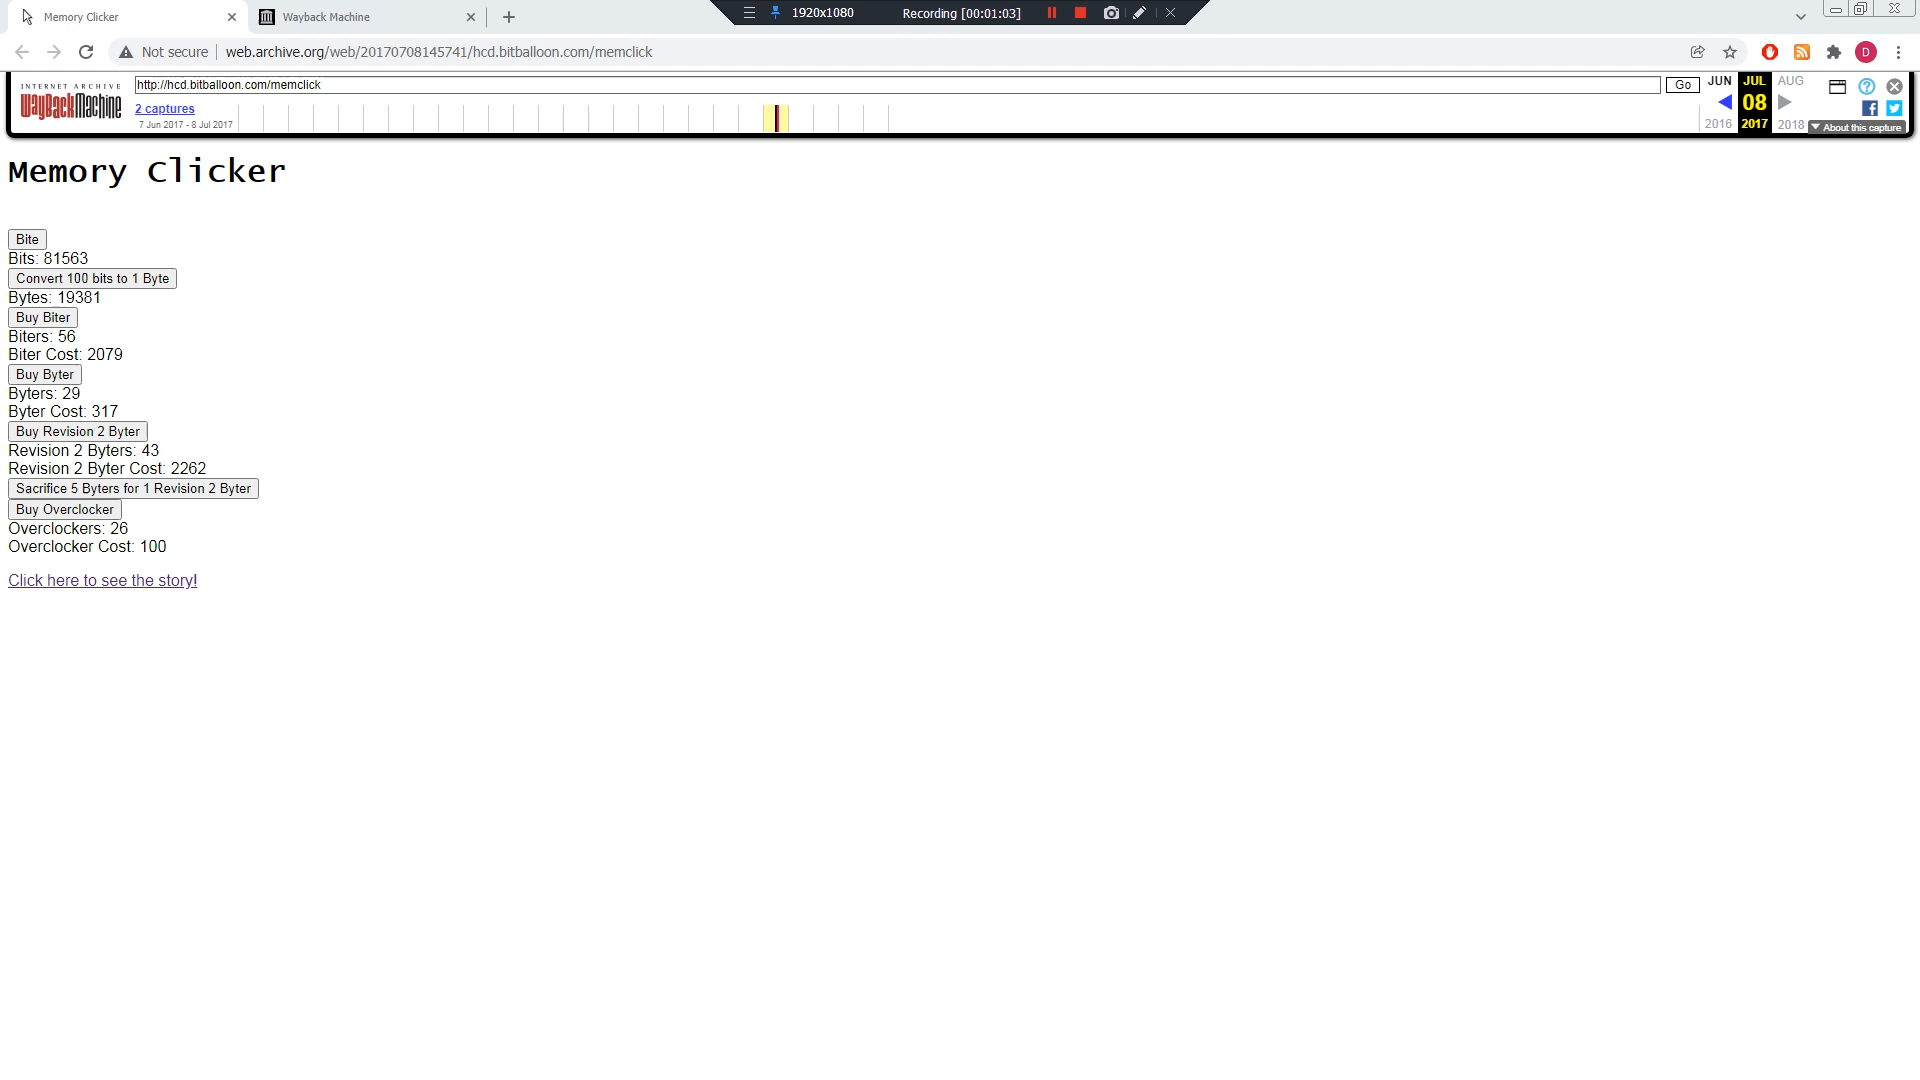 Memory Clicker
Wayback Machine
1920x1080
Recording [00:01:03]
Not secure
web.archive.org/web/20170708145741/hcd.bitballoon.com/memclick
D
INTERNET ARCHIVE
WayBackMachine
http://hcd.bitballoon.com/memclick
Go
JUN
JUL
AUG
2 captures
08
7 Jun 2017 - 8 Jul 2017
2016
2017
2018
About this capture
Memory Clicker
Bite
Bits: 81563
Convert 100 bits to 1 Byte
Bytes: 19381
Buy Biter
Biters: 56
Biter Cost: 2079
Buy Byter
Byters: 29
Byter Cost: 317
Buy Revision 2 Byter
Revision 2 Byters: 43
Revision 2 Byter Cost: 2262
Sacrifice 5 Byters for 1 Revision 2 Byter
Buy Overclocker
Overclockers: 26
Overclocker Cost: 100
Click here to see the story!